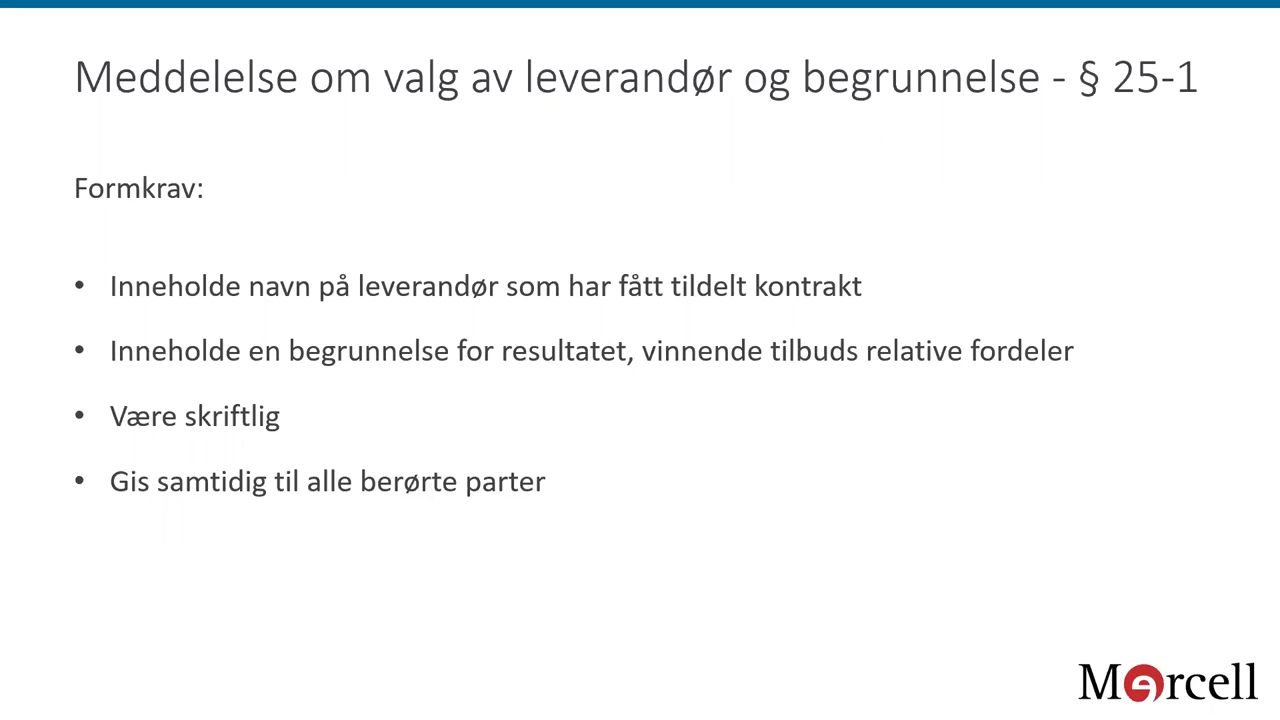 Meddelelse om valg av leverandør og begrunnelse - § 25-1
Formkrav:
• Inneholde navn på leverandør som har fått tildelt kontrakt
• Inneholde en begrunnelse for resultatet, vinnende tilbuds relative fordeler
• Være skriftlig
• Gis samtidig til alle berørte parter
Mercell